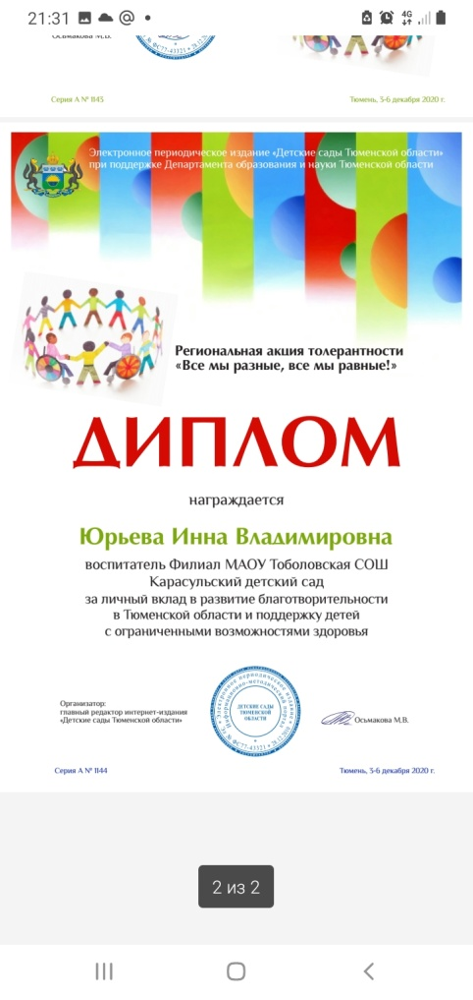 21:31
4G
Осьмакова М.В.
Серия А № 1143
Тюмень, 3-6 декабря 2020 г.
Электронное периодическое издание «Детские сады Тюменской области»
при поддержке Департамента образования и науки Тюменской области
Региональная акция толерантности
«Все мы разные, все мы равные!»
ДИПЛОМ
награждается
Юрьева Инна Владимировна
воспитатель Филиал МАОУ Тоболовская СОШ
Карасульский детский сад
за личный вклад в развитие благотворительности
в Тюменской области и поддержку детей
с ограниченными возможностями здоровья
Организатор:
главный редактор интернет-издания
«Детские сады Тюменской области»
ДЕТСКИЕ САДЫ
ТЮМЕНСКОЙ
ОБЛАСТИ
Осьмакова М.В.
Серия А № 1144
Тюмень, 3-6 декабря 2020 г.
2 из 2